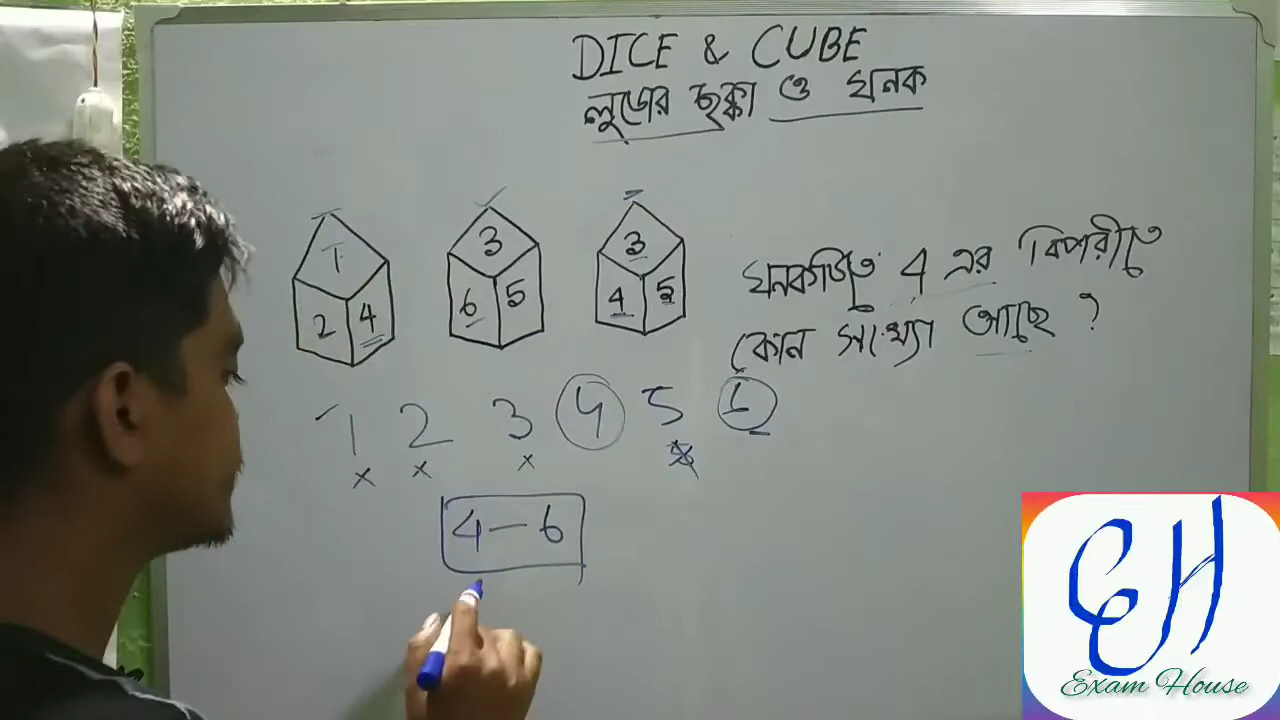 DICE & CUBE
লুডোর ছক্কা ও ঘনক
1
2 4
3
6 5
3
4 5
ঘনকটিতে 4 এর বিপরীতে
কোন সংখ্যা আছে ?
1 2 3 4 5 6
x x x x
4 — 6
EH
Exam House